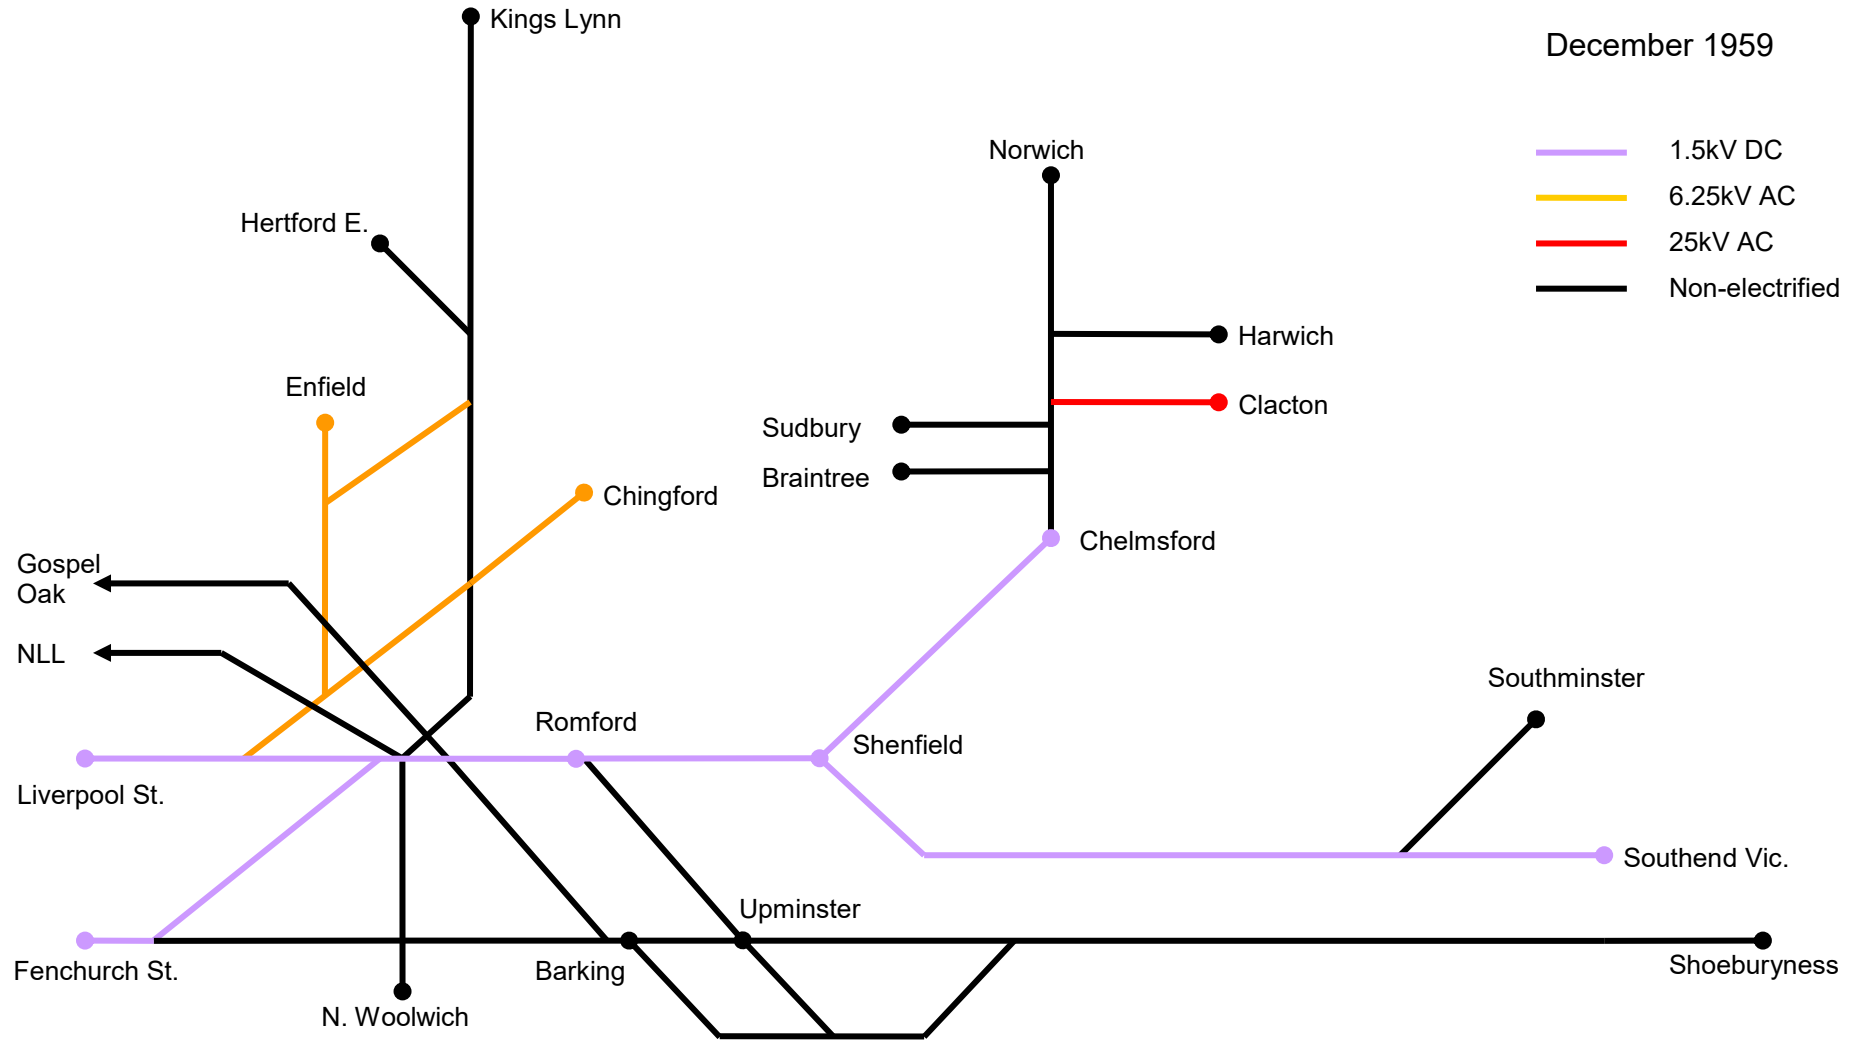 Kings Lynn
December 1959
1.5kV DC
Norwich
6.25kV AC
Hertford E.
25kV AC
Non-electrified
Harwich
Enfield
Clacton
Sudbury
Braintree
Chingford
Chelmsford
Gospel
Oak
NLL
Southminster
Romford
Shenfield
Liverpool St.
Southend Vic.
Upminster
Fenchurch St.
Barking
Shoeburyness
N. Woolwich